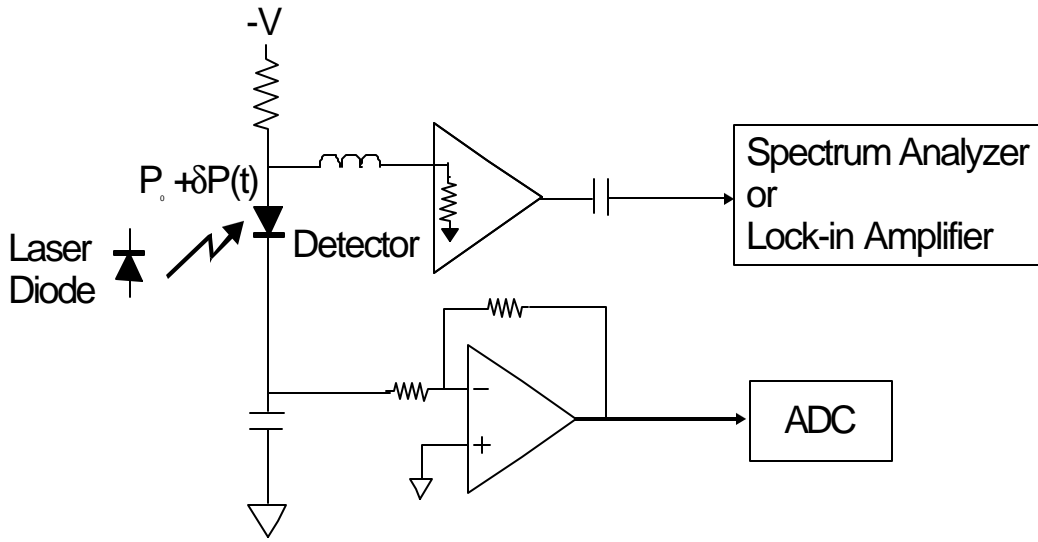 -V
P₀ +δP(t)
Laser
Diode
Detector
Spectrum Analyzer
or
Lock-in Amplifier
−
+
ADC